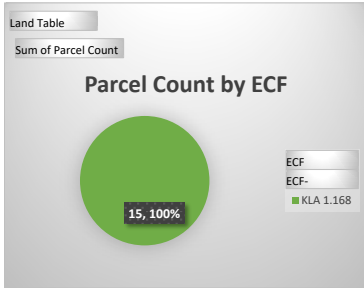 Land Table
Sum of Parcel Count
Parcel Count by ECF
15, 100%
ECF
ECF-
KLA 1.168